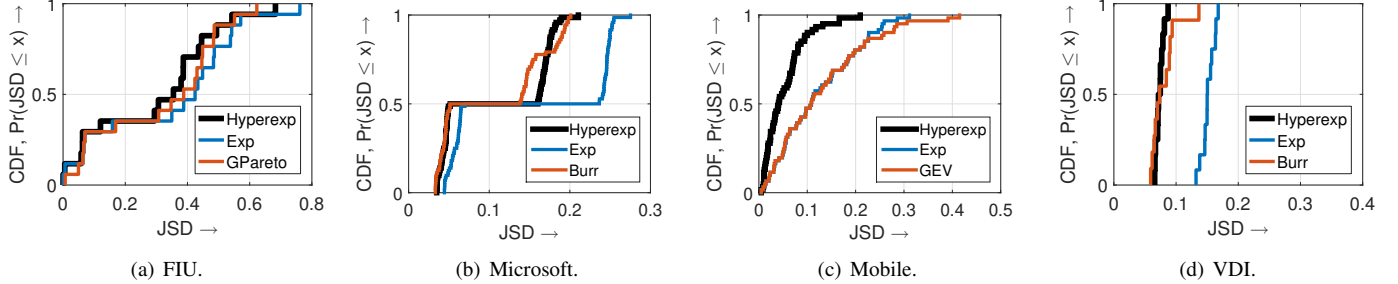 CDF, Pr(JSD ≤ x) →
1
0.5
0
0
0.2
0.4
0.6
0.8
JSD →
Hyperexp
Exp
GPareto
(a) FIU.
CDF, Pr(JSD ≤ x) →
1
0.5
0
0
0.1
0.2
0.3
JSD →
Hyperexp
Exp
Burr
(b) Microsoft.
CDF, Pr(JSD ≤ x) →
1
0.5
0
0
0.1
0.2
0.3
0.4
0.5
JSD →
Hyperexp
Exp
GEV
(c) Mobile.
CDF, Pr(JSD ≤ x) →
1
0.5
0
0
0.1
0.2
0.3
0.4
JSD →
Hyperexp
Exp
Burr
(d) VDI.